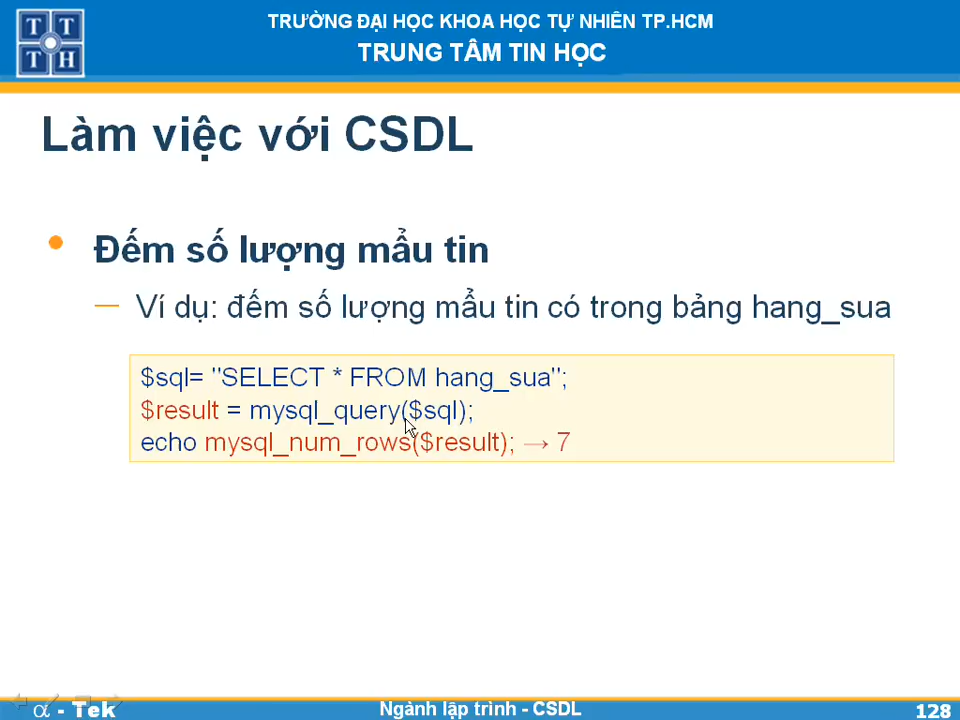 TRƯỜNG ĐẠI HỌC KHOA HỌC TỰ NHIÊN TP.HCM
TRUNG TÂM TIN HỌC
T T
T H
Làm việc với CSDL
• Đếm số lượng mẩu tin
– Ví dụ: đếm số lượng mẩu tin có trong bảng hang_sua
$sql= "SELECT * FROM hang_sua";
$result = mysql_query($sql);
echo mysql_num_rows($result); → 7
α - Tek
Ngành lập trình - CSDL
128